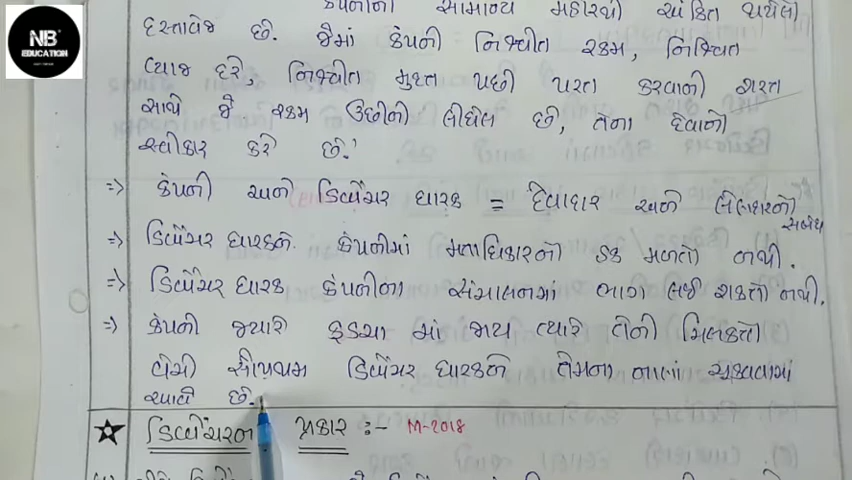 NB
EDUCATION
કંપનીની સામાન્ય મહોરથી અંકિત થયેલો
દસ્તાવેજ છે. જેમાં કંપની નિશ્ચીત રકમ, નિશ્ચિત
વ્યાજ દરે, નિશ્ચીત મુદ્દત પછી પરત કરવાની શરત
સાથે જે રકમ ઉછીની લીધેલ છે, તેના દેવાનો
સ્વીકાર કરે છે.'
=> કંપની અને ડિબેંચર ધારક = દેવાદાર અને લેણદારનો
સંબંધ
=> ડિબેંચર ધારકને કંપનીમાં મતાધિકારનો હક મળતો નથી.
=> ડિબેંચર ધારક કંપનીના સંચાલનમાં ભાગ લઈ શકતો નથી.
=> કંપની જ્યારે ફડચા માં જાય ત્યારે તેની મિલકતો
વેચી સૌપ્રથમ ડિબેંચર ધારકને તેમના નાણાં ચુકવવામાં
આવે છે.
☆ ડિબેંચરના પ્રકાર :- M-2018